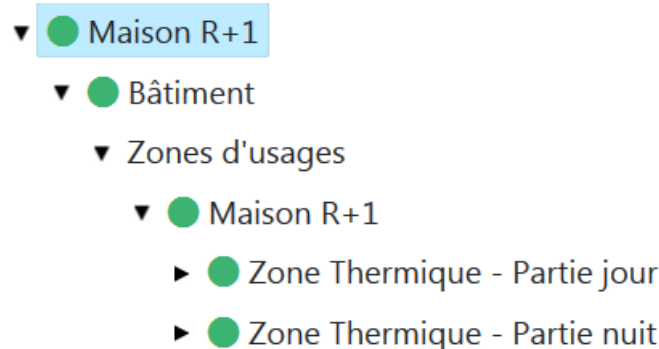 Maison R+1
Bâtiment
Zones d'usages
Maison R+1
Zone Thermique - Partie jour
Zone Thermique - Partie nuit